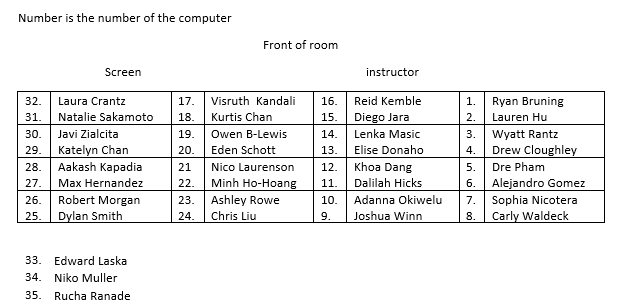 Number is the number of the computer
Front of room
Screen instructor
32. Laura Crantz 17. Visruth Kandali 16. Reid Kemble 1. Ryan Bruning
31. Natalie Sakamoto 18. Kurtis Chan 15. Diego Jara 2. Lauren Hu
30. Javi Zialcita 19. Owen B-Lewis 14. Lenka Masic 3. Wyatt Rantz
29. Katelyn Chan 20. Eden Schott 13. Elise Donaho 4. Drew Cloughley
28. Aakash Kapadia 21 Nico Laurenson 12. Khoa Dang 5. Dre Pham
27. Max Hernandez 22. Minh Ho-Hoang 11. Dalilah Hicks 6. Alejandro Gomez
26. Robert Morgan 23. Ashley Rowe 10. Adanna Okiwelu 7. Sophia Nicotera
25. Dylan Smith 24. Chris Liu 9. Joshua Winn 8. Carly Waldeck
33. Edward Laska
34. Niko Muller
35. Rucha Ranade